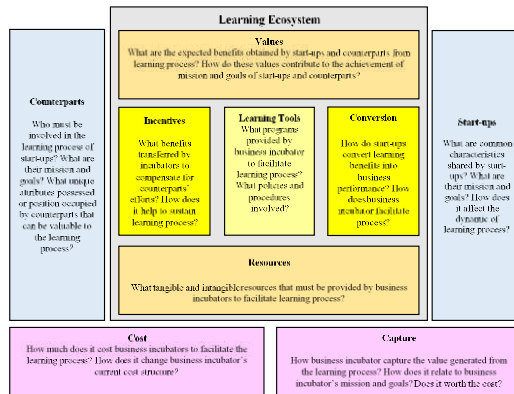 Learning Ecosystem
Values
What are the expected benefits obtained by start-ups and counterparts from
learning process? How do these values contribute to the achievement of
mission and goals of start-ups and counterparts?
Counterparts
Who must be
involved in the
learning process of
start-ups? What are
their mission and
goals? What unique
attributes possessed
or position occupied
by counterparts that
can be valuable to
the learning
process?
Incentives
What benefits
transferred by
incubators to
compensate for
counterparts'
efforts? How does
it help to sustain
learning process?
Learning Tools
What programs
provided by
business incubator
to facilitate
learning process?
What policies and
procedures
involved?
Conversion
How do start-ups
convert learning
benefits into
business
performance? How
does business
incubator facilitate
process?
Start-ups
What are common
characteristics
shared by start-
ups? What are
their mission and
goals? How does
it affect the
dynamic of
learning process?
Resources
What tangible and intangible resources that must be provided by business
incubators to facilitate learning process?
Cost
How much does it cost business incubators to facilitate the
learning process? How does it change business incubator's
current cost structure?
Capture
How business incubator capture the value generated from
the learning process? How does it relate to business
incubator's mission and goals? Does it worth the cost?